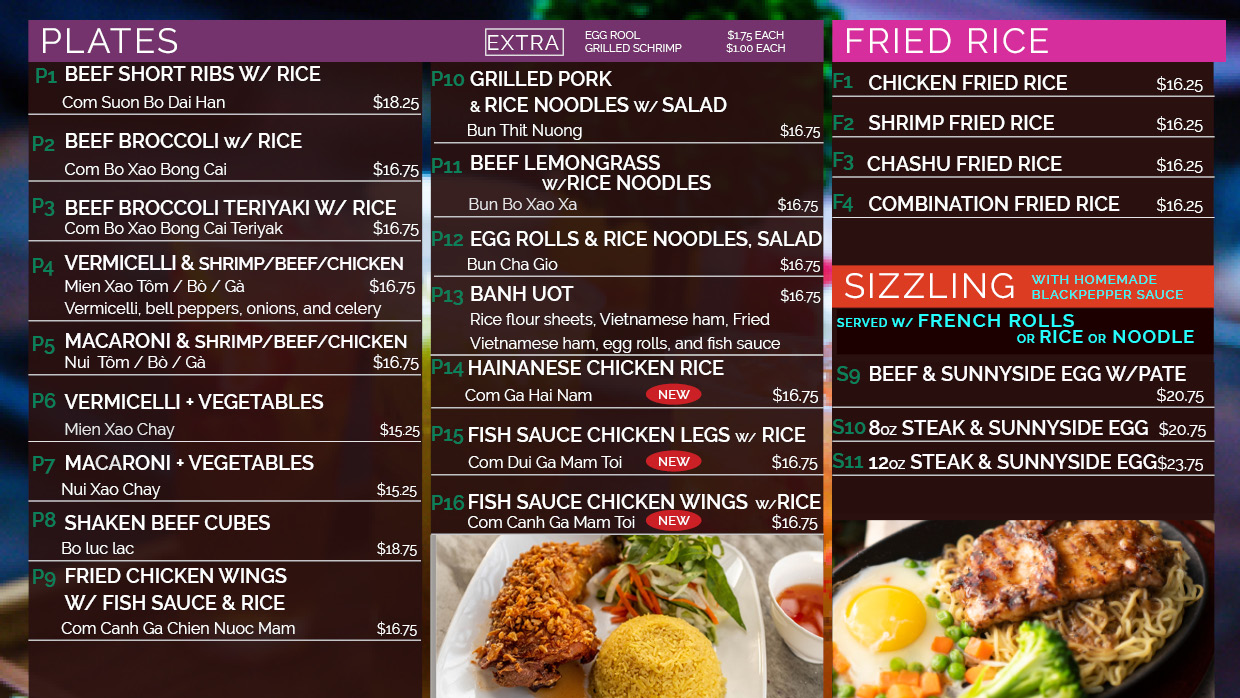 PLATES
EXTRA
EGG ROOL $1.75 EACH
GRILLED SCHRIMP $1.00 EACH
P1 BEEF SHORT RIBS W/ RICE
Com Suon Bo Dai Han $18.25
P2 BEEF BROCCOLI W/ RICE
Com Bo Xao Bong Cai $16.75
P3 BEEF BROCCOLI TERIYAKI W/ RICE
Com Bo Xao Bong Cai Teriyak $16.75
P4 VERMICELLI & SHRIMP/BEEF/CHICKEN
Mien Xao Tôm / Bò / Gà $16.75
Vermicelli, bell peppers, onions, and celery
P5 MACARONI & SHRIMP/BEEF/CHICKEN
Nui Tôm / Bò / Gà $16.75
P6 VERMICELLI + VEGETABLES
Mien Xao Chay $15.25
P7 MACARONI + VEGETABLES
Nui Xao Chay $15.25
P8 SHAKEN BEEF CUBES
Bo luc lac $18.75
P9 FRIED CHICKEN WINGS
W/ FISH SAUCE & RICE
Com Canh Ga Chien Nuoc Mam $16.75
P10 GRILLED PORK
& RICE NOODLES W/ SALAD
Bun Thit Nuong $16.75
P11 BEEF LEMONGRASS
W/RICE NOODLES
Bun Bo Xao Xa $16.75
P12 EGG ROLLS & RICE NOODLES, SALAD
Bun Cha Gio $16.75
P13 BANH UOT $16.75
Rice flour sheets, Vietnamese ham, Fried
Vietnamese ham, egg rolls, and fish sauce
P14 HAINANESE CHICKEN RICE
Com Ga Hai Nam NEW $16.75
P15 FISH SAUCE CHICKEN LEGS W/ RICE
Com Dui Ga Mam Toi NEW $16.75
P16 FISH SAUCE CHICKEN WINGS W/RICE
Com Canh Ga Mam Toi NEW $16.75
FRIED RICE
F1 CHICKEN FRIED RICE $16.25
F2 SHRIMP FRIED RICE $16.25
F3 CHASHU FRIED RICE $16.25
F4 COMBINATION FRIED RICE $16.25
SIZZLING
WITH HOMEMADE
BLACKPEPPER SAUCE
SERVED W/ FRENCH ROLLS
OR RICE OR NOODLE
S9 BEEF & SUNNYSIDE EGG W/PATE
$20.75
S10 8oz STEAK & SUNNYSIDE EGG $20.75
S11 12oz STEAK & SUNNYSIDE EGG $23.75